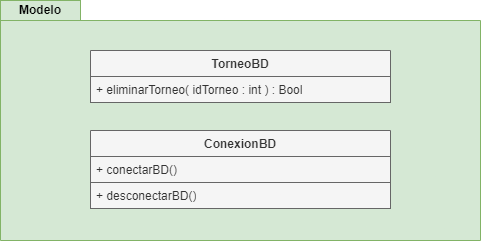 Modelo
TorneoBD
+ eliminarTorneo( idTorneo : int ) : Bool
ConexionBD
+ conectarBD()
+ desconectarBD()